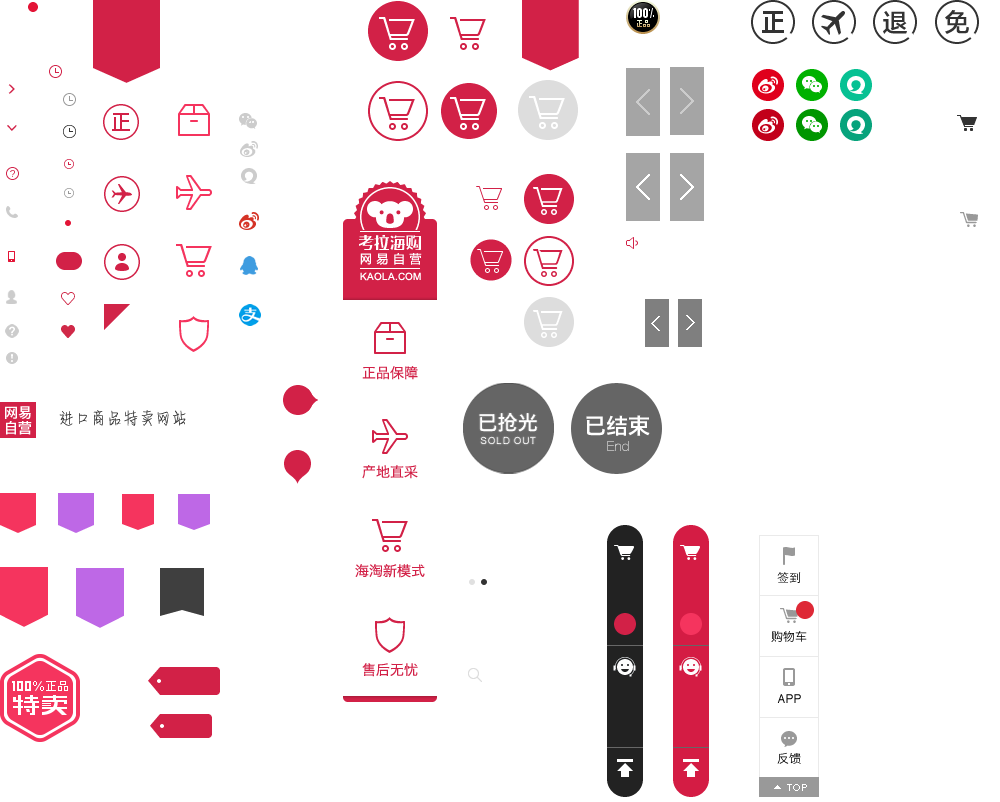 100%
正品
正
退
免
正
考拉海购
网易自营
KAOLA.COM
支
正品保障
网易
自营
进口商品特卖网站
已抢光
SOLD OUT
已结束
End
产地直采
海淘新模式
签到
购物车
售后无忧
100%正品
特卖
APP
反馈
TOP